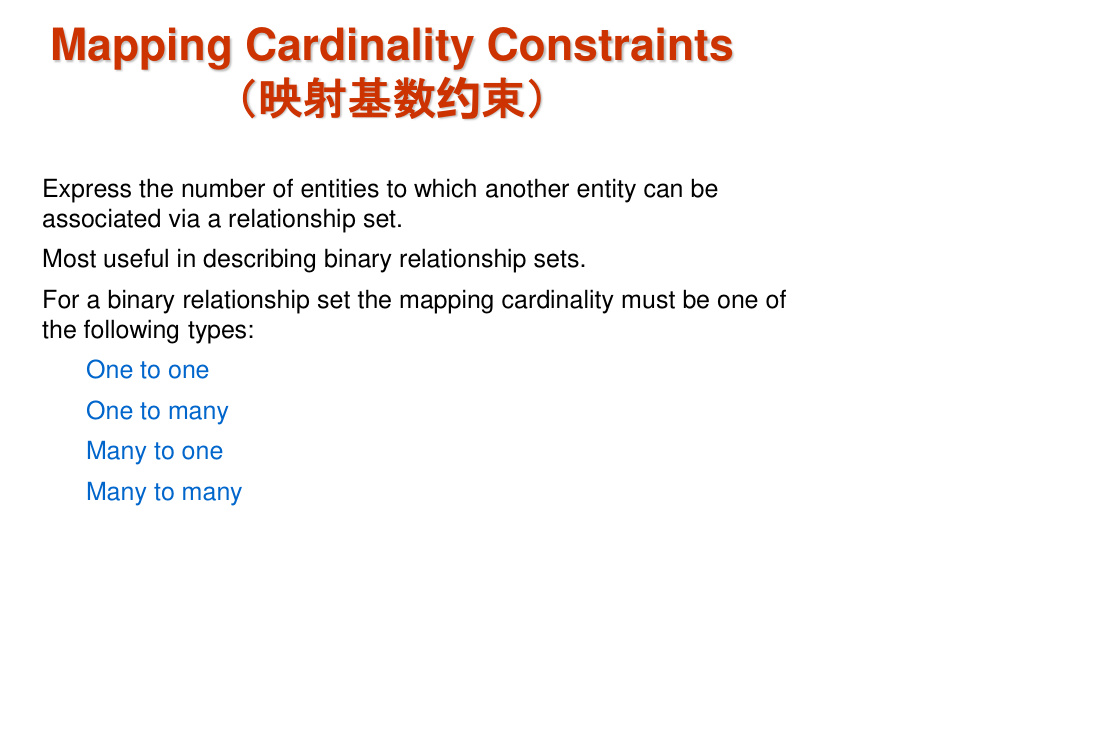 Mapping Cardinality Constraints
（映射基数约束）
Express the number of entities to which another entity can be
associated via a relationship set.
Most useful in describing binary relationship sets.
For a binary relationship set the mapping cardinality must be one of
the following types:
One to one
One to many
Many to one
Many to many